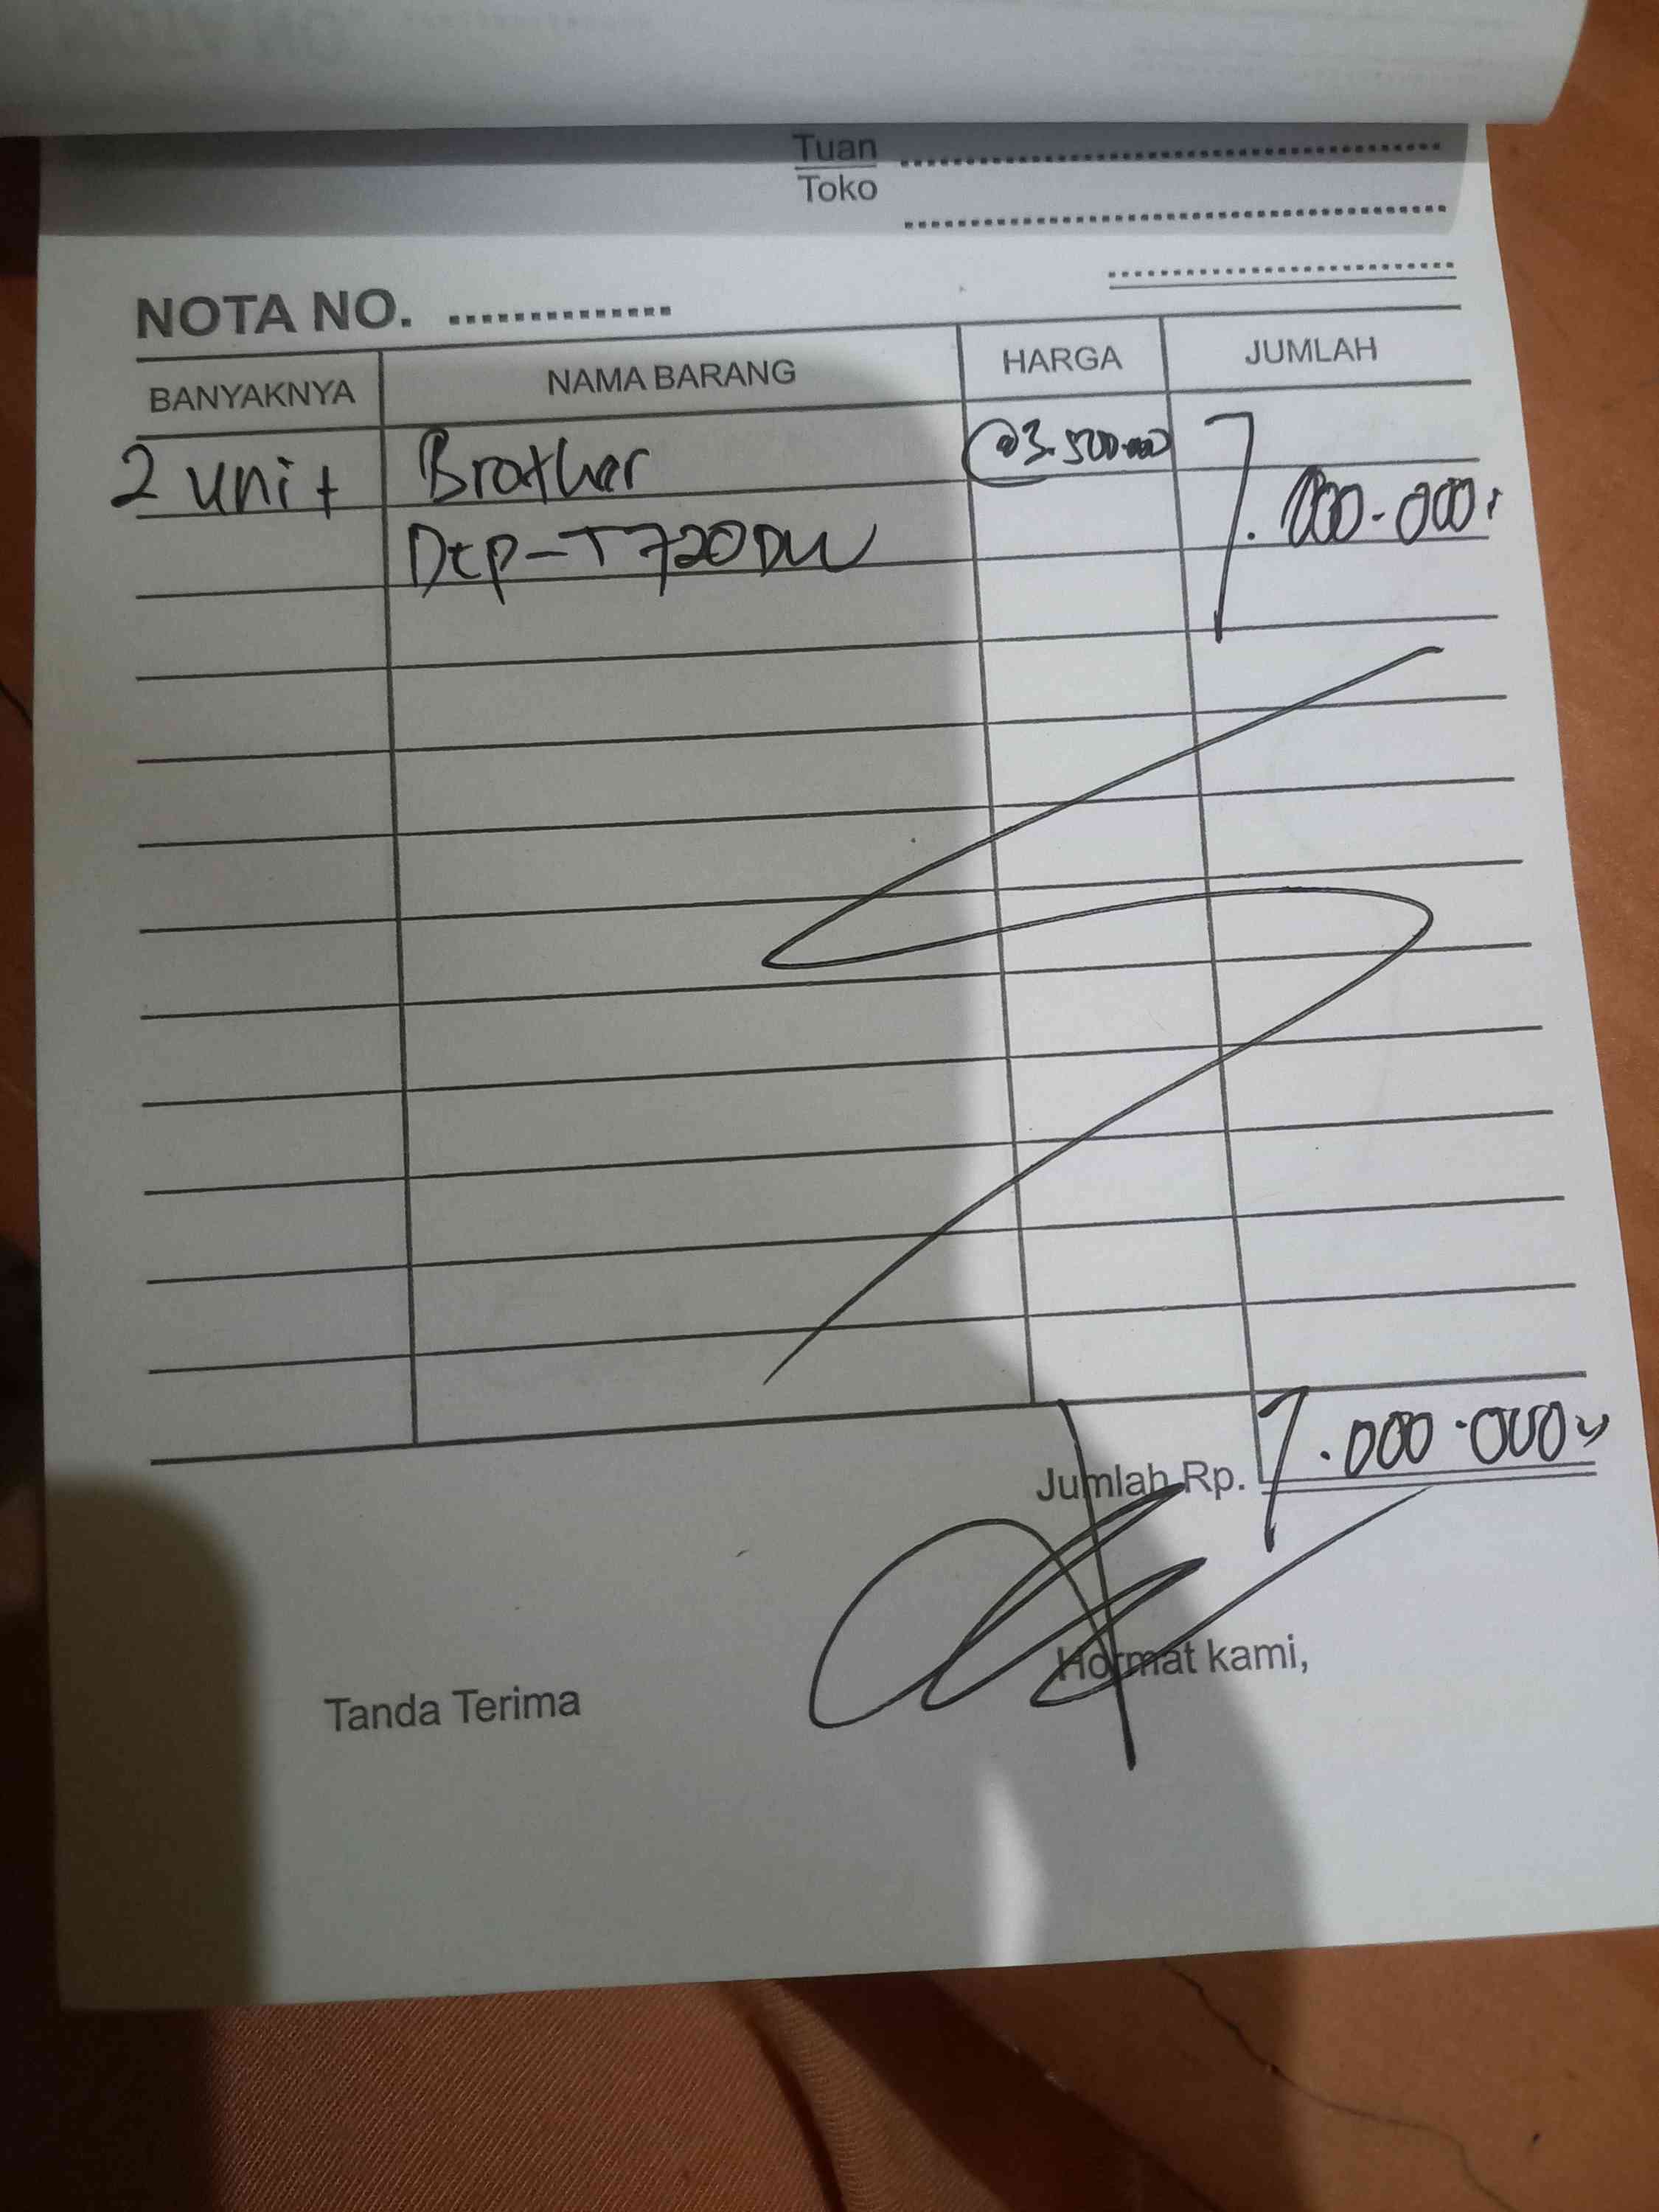 Tuan
Toko
NOTA NO. ..............
BANYAKNYA NAMA BARANG HARGA JUMLAH
2 unit Brother @3.500.000 7.000.000,
Dcp-T720DW
Jumlah Rp. 7.000.000,
Tanda Terima Hormat kami,